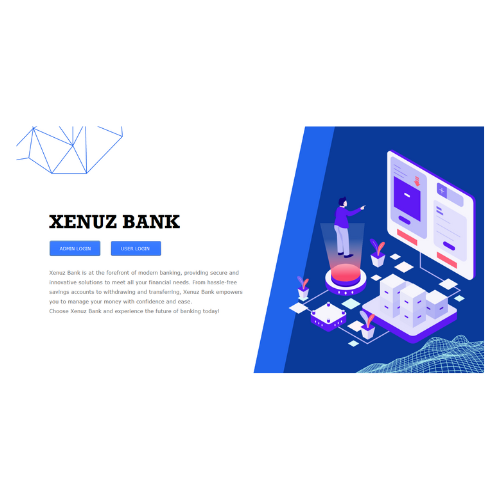 XENUZ BANK
ADMIN LOGIN
USER LOGIN
Xenuz Bank is at the forefront of modern banking, providing secure and
innovative solutions to meet all your financial needs. From hassle-free
savings accounts to withdrawing and transferring, Xenuz Bank empowers
you to manage your money with confidence and ease.
Choose Xenuz Bank and experience the future of banking today!